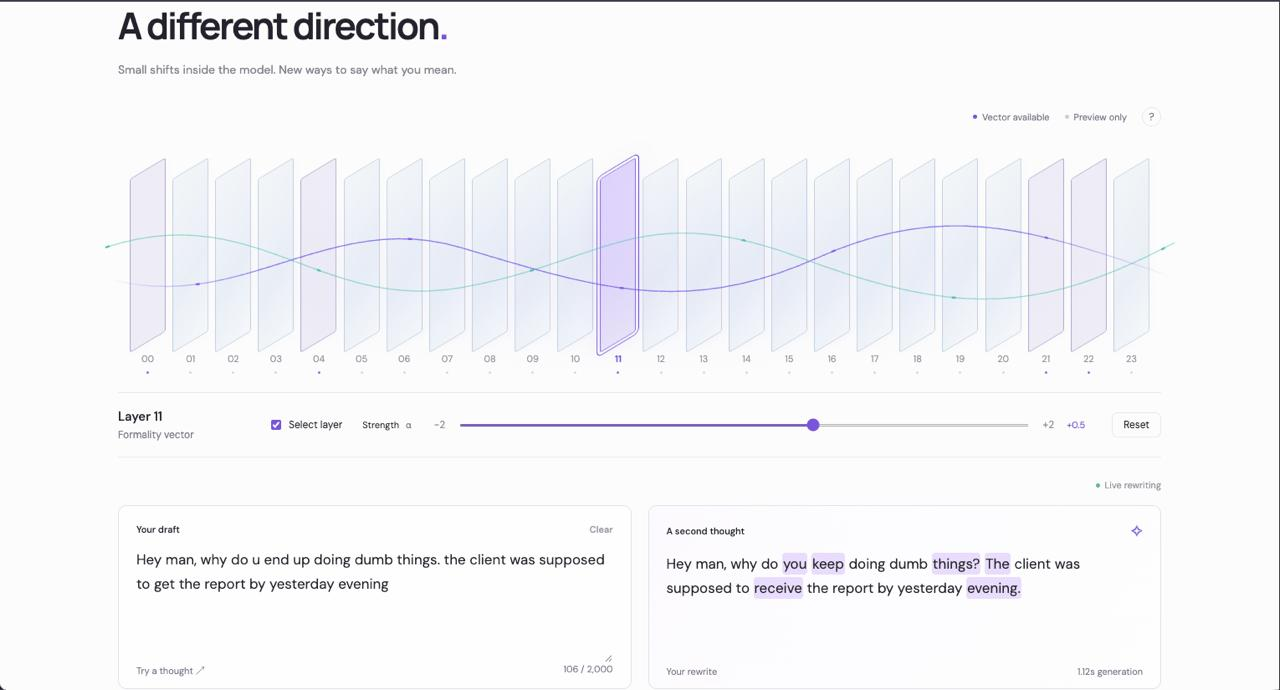 A different direction.
Small shifts inside the model. New ways to say what you mean.
Vector available Preview only ?
00 01 02 03 04 05 06 07 08 09 10 11 12 13 14 15 16 17 18 19 20 21 22 23
Layer 11
Formality vector
Select layer Strength α −2 +2 +0.5 Reset
Live rewriting
Your draft Clear
Hey man, why do u end up doing dumb things. the client was supposed
to get the report by yesterday evening
Try a thought ↗ 106 / 2,000
A second thought
Hey man, why do you keep doing dumb things? The client was
supposed to receive the report by yesterday evening.
Your rewrite 1.12s generation